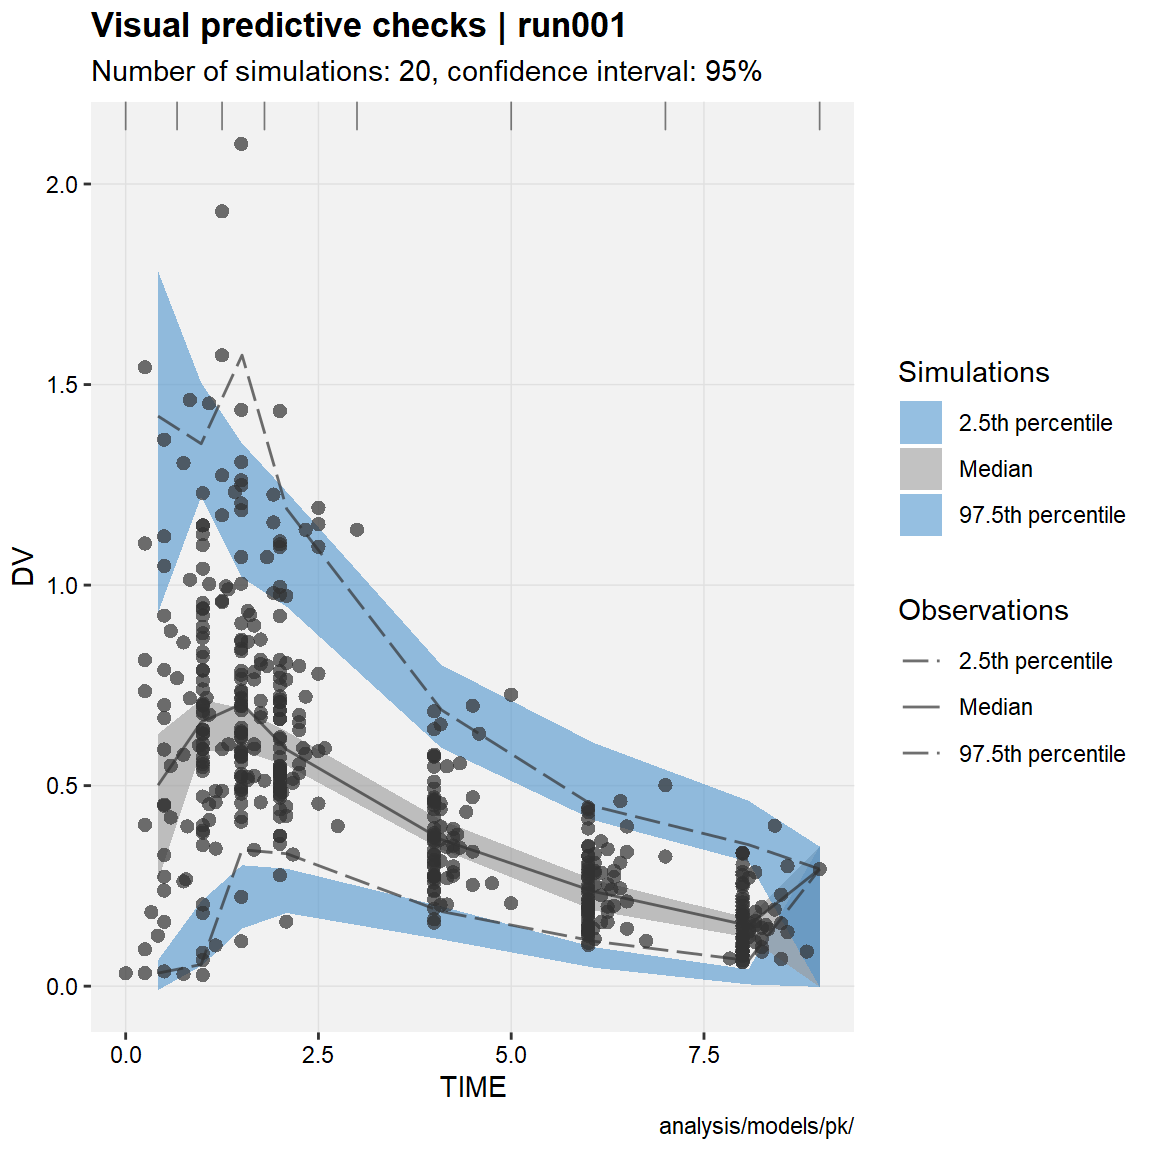 Visual predictive checks | run001
Number of simulations: 20, confidence interval: 95%
2.0
1.5
1.0
0.5
0.0
DV
0.0 2.5 5.0 7.5
TIME
analysis/models/pk/
Simulations
2.5th percentile
Median
97.5th percentile
Observations
2.5th percentile
Median
97.5th percentile